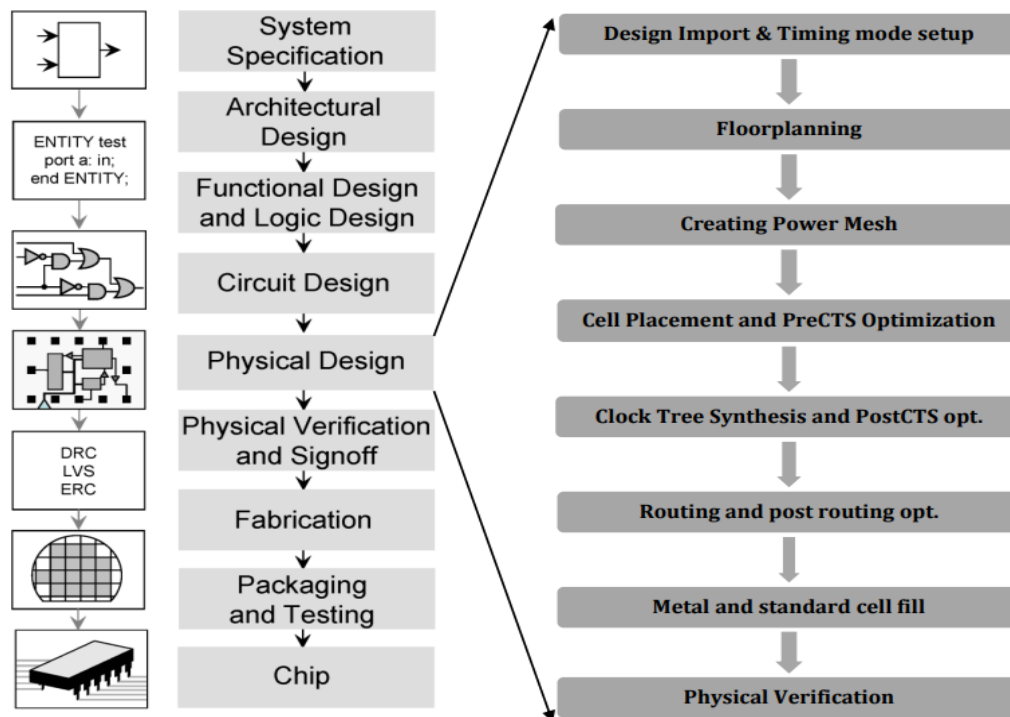 ENTITY test
port a: in;
end ENTITY;
DRC
LVS
ERC
System
Specification
Architectural
Design
Functional Design
and Logic Design
Circuit Design
Physical Design
Physical Verification
and Signoff
Fabrication
Packaging
and Testing
Chip
Design Import & Timing mode setup
Floorplanning
Creating Power Mesh
Cell Placement and PreCTS Optimization
Clock Tree Synthesis and PostCTS opt.
Routing and post routing opt.
Metal and standard cell fill
Physical Verification